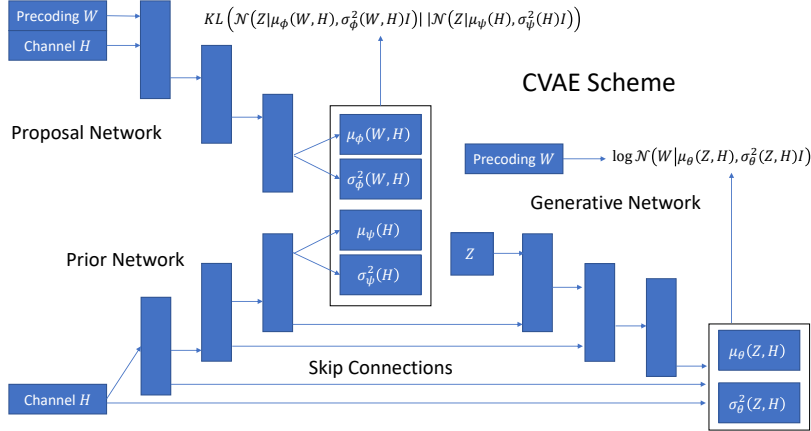 Precoding W
Channel H
KL(𝒩(Z|μ_ϕ(W, H), σ_ϕ^2(W, H)I)| |𝒩(Z|μ_ψ(H), σ_ψ^2(H)I))
CVAE Scheme
Proposal Network
μ_ϕ(W, H)
σ_ϕ^2(W, H)
Precoding W
log 𝒩(W|μ_θ(Z, H), σ_θ^2(Z, H)I)
Generative Network
μ_ψ(H)
σ_ψ^2(H)
Prior Network
Z
Skip Connections
μ_θ(Z, H)
σ_θ^2(Z, H)
Channel H